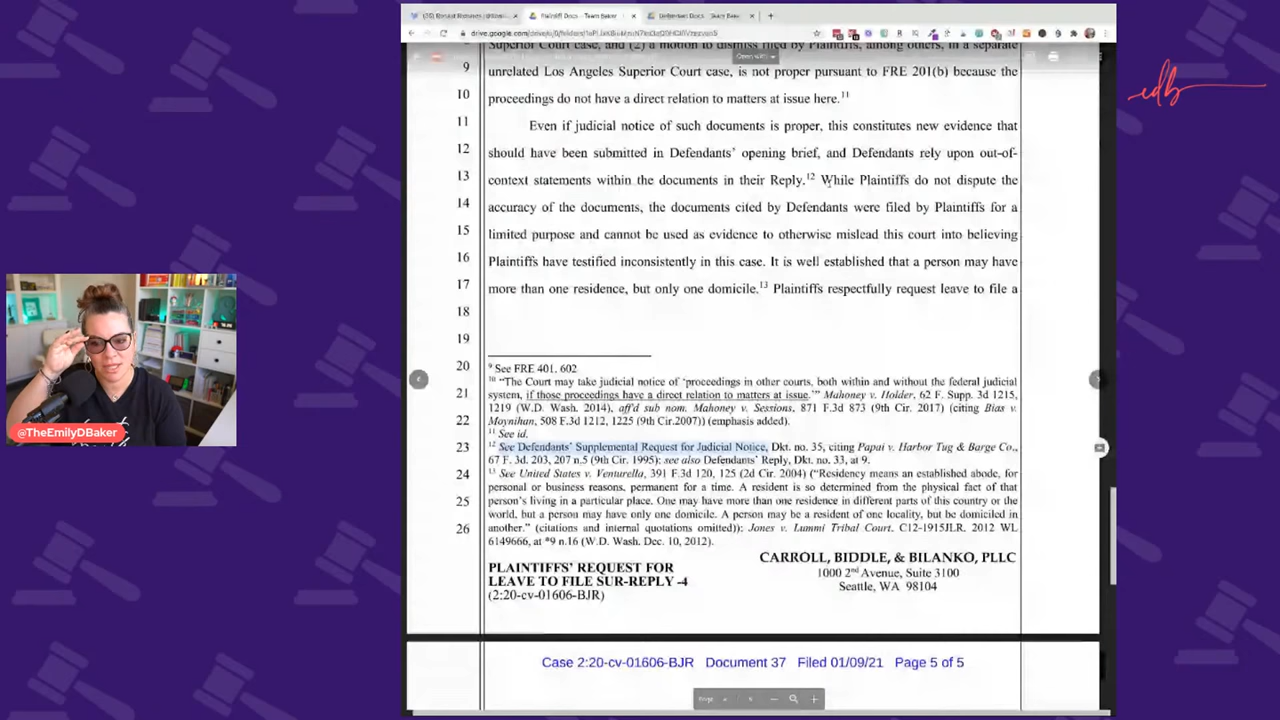 Plaintiff Docs - Team Baker
edb
Open with
Superior Court case, and (2) a motion to dismiss filed by Plaintiffs, among others, in a separate
9 unrelated Los Angeles Superior Court case, is not proper pursuant to FRE 201(b) because the
10 proceedings do not have a direct relation to matters at issue here.11
11 Even if judicial notice of such documents is proper, this constitutes new evidence that
12 should have been submitted in Defendants' opening brief, and Defendants rely upon out-of-
13 context statements within the documents in their Reply.12 While Plaintiffs do not dispute the
14 accuracy of the documents, the documents cited by Defendants were filed by Plaintiffs for a
15 limited purpose and cannot be used as evidence to otherwise mislead this court into believing
16 Plaintiffs have testified inconsistently in this case. It is well established that a person may have
17 more than one residence, but only one domicile.13 Plaintiffs respectfully request leave to file a
18
19
20 9 See FRE 401, 602
10 "The Court may take judicial notice of 'proceedings in other courts, both within and without the federal judicial
21 system, if those proceedings have a direct relation to matters at issue.'" Mahoney v. Holder, 62 F. Supp. 3d 1215,
1219 (W.D. Wash. 2014), aff'd sub nom. Mahoney v. Sessions, 871 F.3d 873 (9th Cir. 2017) (citing Bias v.
22 Moynihan, 508 F.3d 1212, 1225 (9th Cir.2007)) (emphasis added).
11 See id.
23 12 See Defendants' Supplemental Request for Judicial Notice, Dkt. no. 35, citing Papai v. Harbor Tug & Barge Co.,
67 F. 3d. 203, 207 n.5 (9th Cir. 1995); see also Defendants' Reply, Dkt. no. 33, at 9.
24 13 See United States v. Venturella, 391 F.3d 120, 125 (2d Cir. 2004) ("Residency means an established abode, for
personal or business reasons, permanent for a time. A resident is so determined from the physical fact of that
25 person's living in a particular place. One may have more than one residence in different parts of this country or the
world, but a person may have only one domicile. A person may be a resident of one locality, but be domiciled in
26 another." (citations and internal quotations omitted)); Jones v. Lummi Tribal Court, C12-1915JLR, 2012 WL
6149666, at *9 n.16 (W.D. Wash. Dec. 10, 2012).
PLAINTIFFS' REQUEST FOR
LEAVE TO FILE SUR-REPLY -4
(2:20-cv-01606-BJR)
CARROLL, BIDDLE, & BILANKO, PLLC
1000 2nd Avenue, Suite 3100
Seattle, WA 98104
@TheEmilyDBaker
Case 2:20-cv-01606-BJR Document 37 Filed 01/09/21 Page 5 of 5
Page